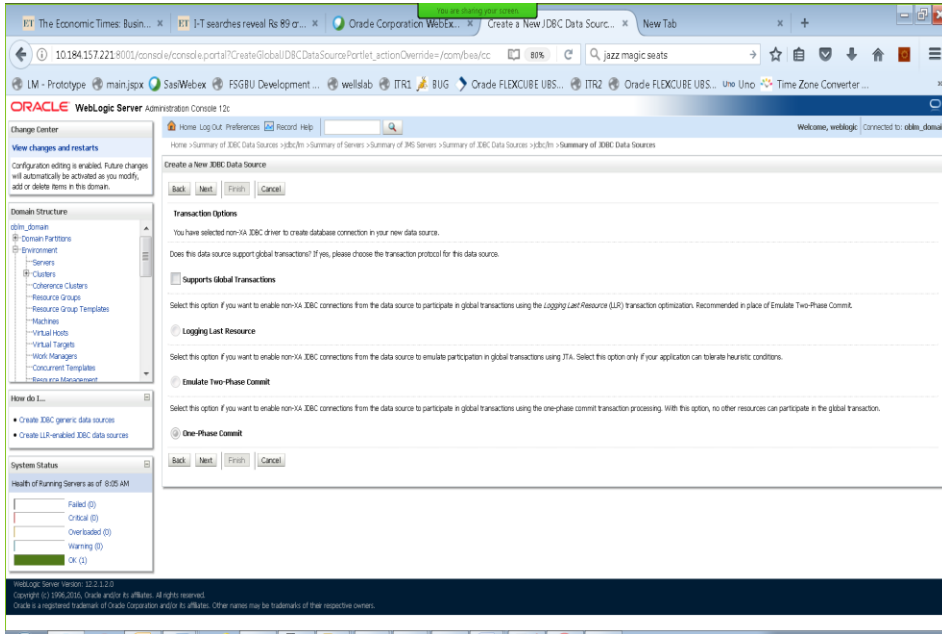 You are sharing your screen.
ET The Economic Times: Busin... × ET I-T searches reveal Rs 89 cr... × Oracle Corporation WebEx... × Create a New JDBC Data Sourc... × New Tab × +
10.184.157.221:8001/console/console.portal?CreateGlobalJDBCDataSourcePortlet_actionOverride=/com/bea/cc 80% jazz magic seats
LM - Prototype main.jspx SasiWebex FSGBU Development ... wellslab ITR1 BUG Oracle FLEXCUBE UBS... ITR2 Oracle FLEXCUBE UBS... Uno Uno Time Zone Converter ...
ORACLE WebLogic Server Administration Console 12c
Change Center
View changes and restarts
Configuration editing is enabled. Future changes
will automatically be activated as you modify,
add or delete items in this domain.
Domain Structure
oblm_domain
Domain Partitions
Environment
Servers
Clusters
Coherence Clusters
Resource Groups
Resource Group Templates
Machines
Virtual Hosts
Virtual Targets
Work Managers
Concurrent Templates
Resource Management
How do I...
Create JDBC generic data sources
Create LLR-enabled JDBC data sources
System Status
Health of Running Servers as of 8:05 AM
Failed (0)
Critical (0)
Overloaded (0)
Warning (0)
OK (1)
Home Log Out Preferences Record Help
Welcome, weblogic Connected to: oblm_domai
Home >Summary of JDBC Data Sources >jdbc/lm >Summary of Servers >Summary of JMS Servers >Summary of JDBC Data Sources >jdbc/lm >Summary of JDBC Data Sources
Create a New JDBC Data Source
Back Next Finish Cancel
Transaction Options
You have selected non-XA JDBC driver to create database connection in your new data source.
Does this data source support global transactions? If yes, please choose the transaction protocol for this data source.
Supports Global Transactions
Select this option if you want to enable non-XA JDBC connections from the data source to participate in global transactions using the Logging Last Resource (LLR) transaction optimization. Recommended in place of Emulate Two-Phase Commit.
Logging Last Resource
Select this option if you want to enable non-XA JDBC connections from the data source to emulate participation in global transactions using JTA. Select this option only if your application can tolerate heuristic conditions.
Emulate Two-Phase Commit
Select this option if you want to enable non-XA JDBC connections from the data source to participate in global transactions using the one-phase commit transaction processing. With this option, no other resources can participate in the global transaction.
One-Phase Commit
Back Next Finish Cancel
WebLogic Server Version: 12.2.1.2.0
Copyright (c) 1996,2016, Oracle and/or its affiliates. All rights reserved.
Oracle is a registered trademark of Oracle Corporation and/or its affiliates. Other names may be trademarks of their respective owners.